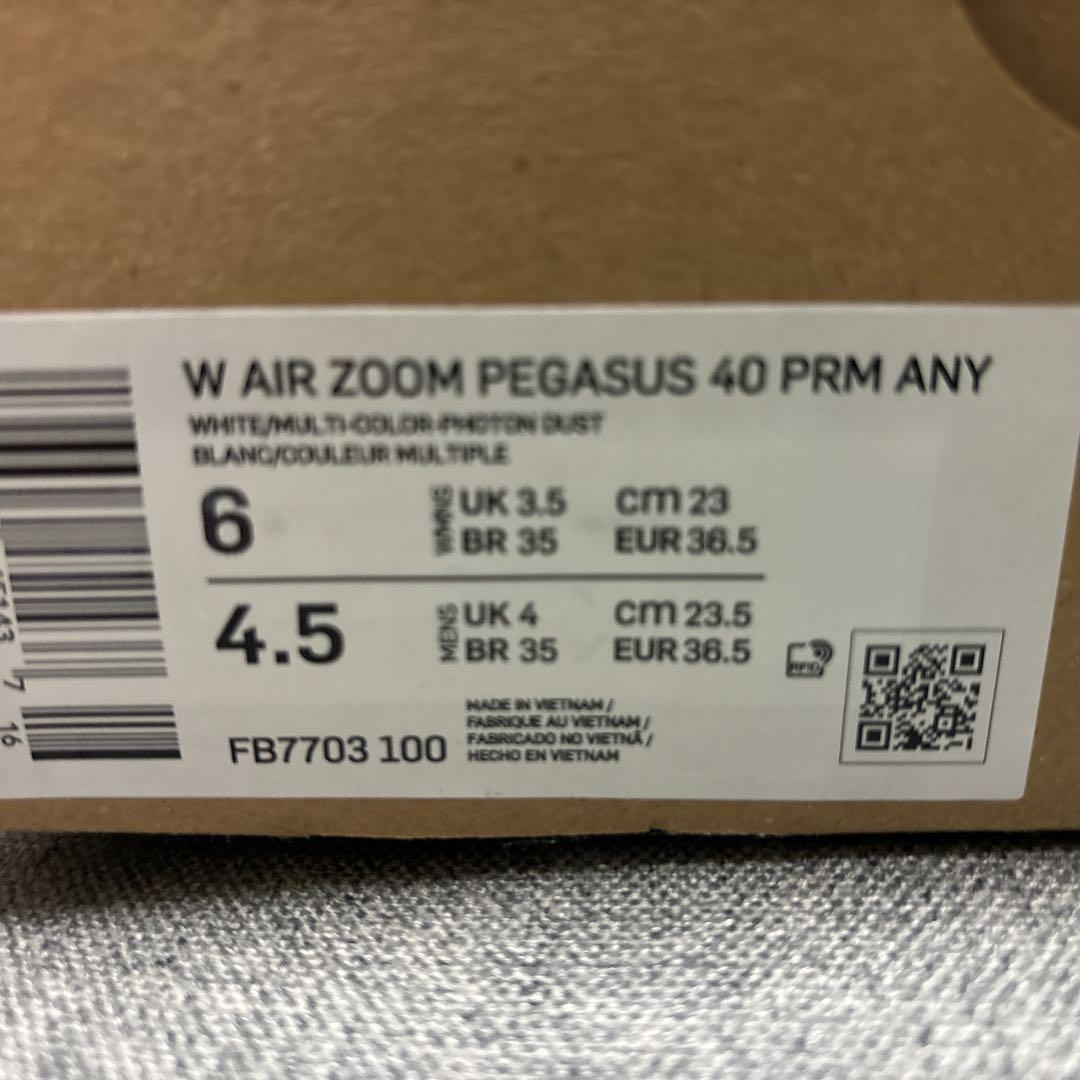 W AIR ZOOM PEGASUS 40 PRM ANY
WHITE/MULTI-COLOR-PHOTON DUST
BLANC/COULEUR MULTIPLE
6 WMNS UK 3.5 cm 23
BR 35 EUR 36.5
4.5 MENS UK 4 cm 23.5
BR 35 EUR 36.5
RFID
FB7703 100
MADE IN VIETNAM /
FABRIQUE AU VIETNAM /
FABRICADO NO VIETNÃ /
HECHO EN VIETNAM
7
16